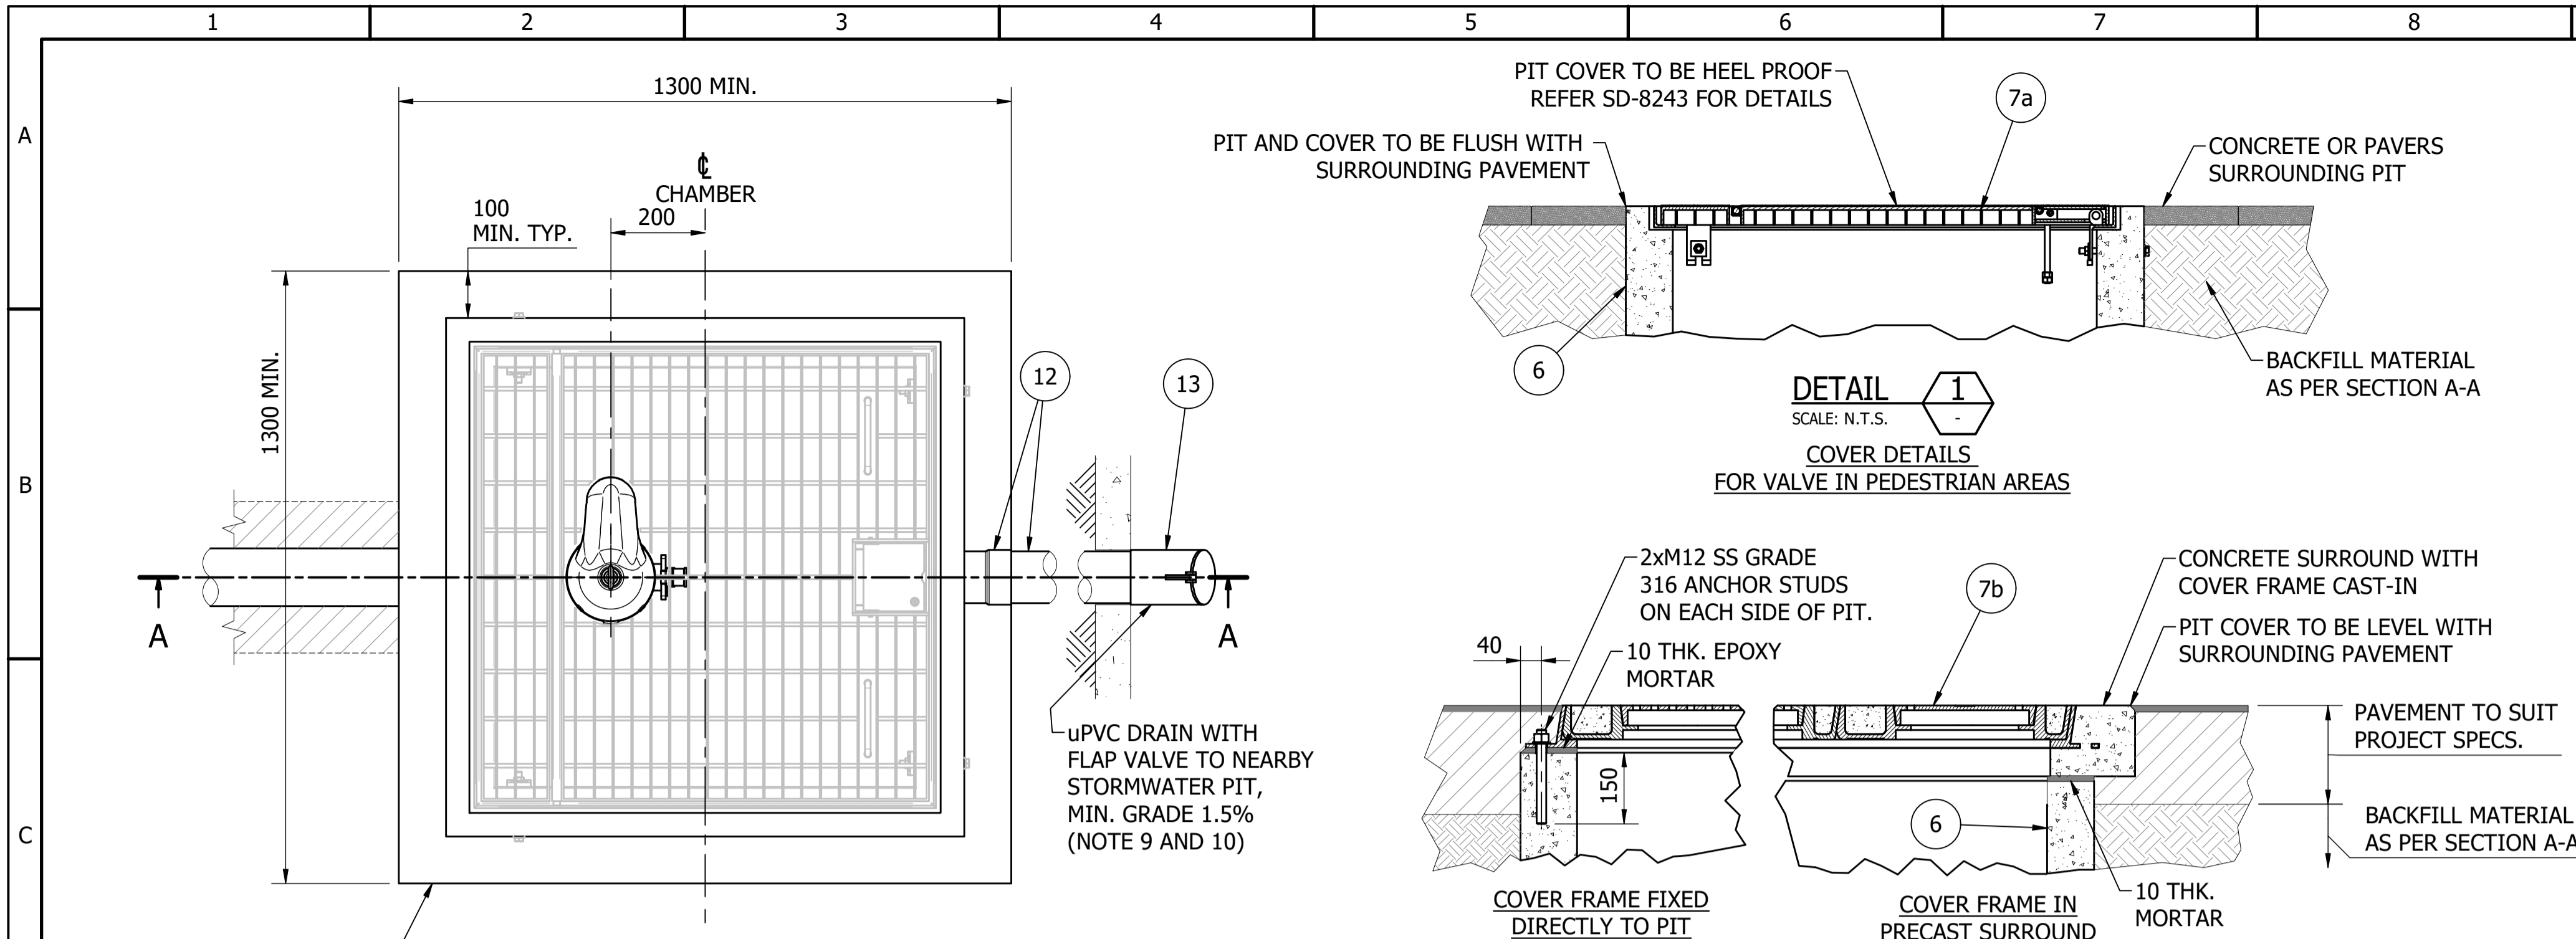 1 2 3 4 5 6 7 8
A
B
C
1300 MIN.
℄
CHAMBER
200
100
MIN. TYP.
1300 MIN.
12
13
A
A
uPVC DRAIN WITH
FLAP VALVE TO NEARBY
STORMWATER PIT,
MIN. GRADE 1.5%
(NOTE 9 AND 10)
PIT COVER TO BE HEEL PROOF
REFER SD-8243 FOR DETAILS
7a
PIT AND COVER TO BE FLUSH WITH
SURROUNDING PAVEMENT
CONCRETE OR PAVERS
SURROUNDING PIT
6
BACKFILL MATERIAL
AS PER SECTION A-A
DETAIL 1
SCALE: N.T.S. -
COVER DETAILS
FOR VALVE IN PEDESTRIAN AREAS
2xM12 SS GRADE
316 ANCHOR STUDS
ON EACH SIDE OF PIT.
40
10 THK. EPOXY
MORTAR
150
7b
CONCRETE SURROUND WITH
COVER FRAME CAST-IN
PIT COVER TO BE LEVEL WITH
SURROUNDING PAVEMENT
PAVEMENT TO SUIT
PROJECT SPECS.
BACKFILL MATERIAL
AS PER SECTION A-A
6
10 THK.
MORTAR
COVER FRAME FIXED
DIRECTLY TO PIT
COVER FRAME IN
PRECAST SURROUND